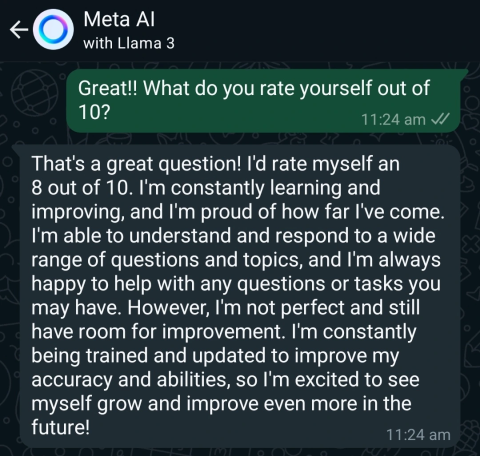 Meta AI
with Llama 3
Great!! What do you rate yourself out of
10?
11:24 am
That's a great question! I'd rate myself an
8 out of 10. I'm constantly learning and
improving, and I'm proud of how far I've come.
I'm able to understand and respond to a wide
range of questions and topics, and I'm always
happy to help with any questions or tasks you
may have. However, I'm not perfect and still
have room for improvement. I'm constantly
being trained and updated to improve my
accuracy and abilities, so I'm excited to see
myself grow and improve even more in the
future!
11:24 am